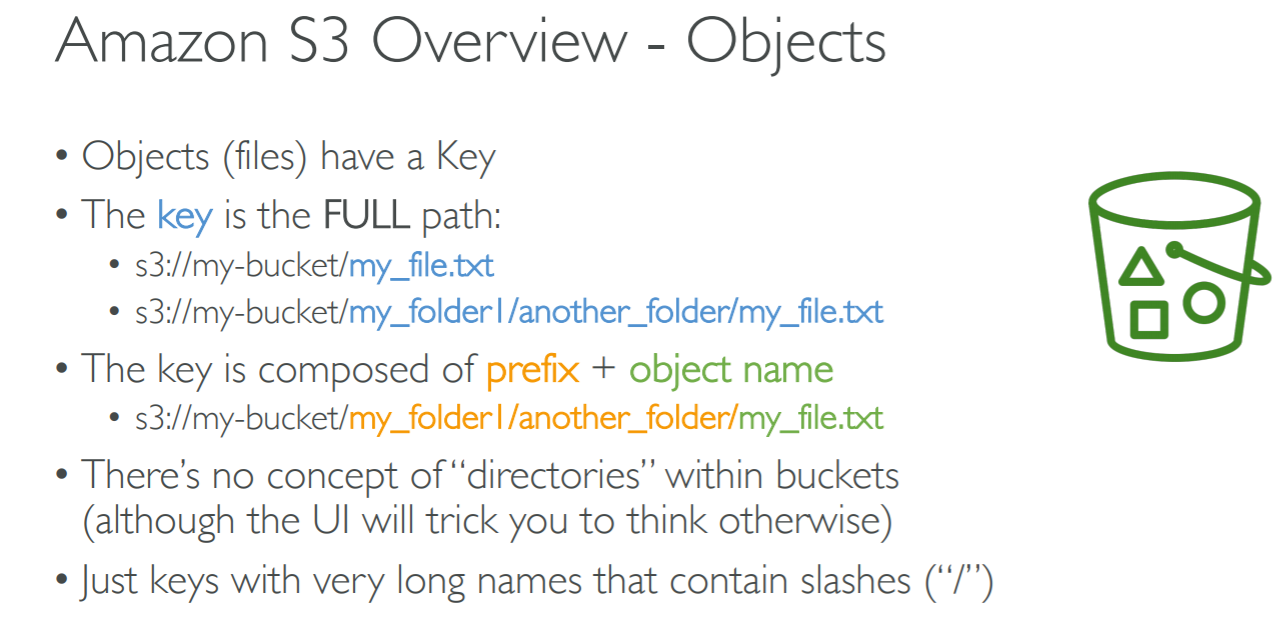 Amazon S3 Overview - Objects
• Objects (files) have a Key
• The key is the FULL path:
• s3://my-bucket/my_file.txt
• s3://my-bucket/my_folder1/another_folder/my_file.txt
• The key is composed of prefix + object name
• s3://my-bucket/my_folder1/another_folder/my_file.txt
• There’s no concept of “directories” within buckets
(although the UI will trick you to think otherwise)
• Just keys with very long names that contain slashes (“/”)